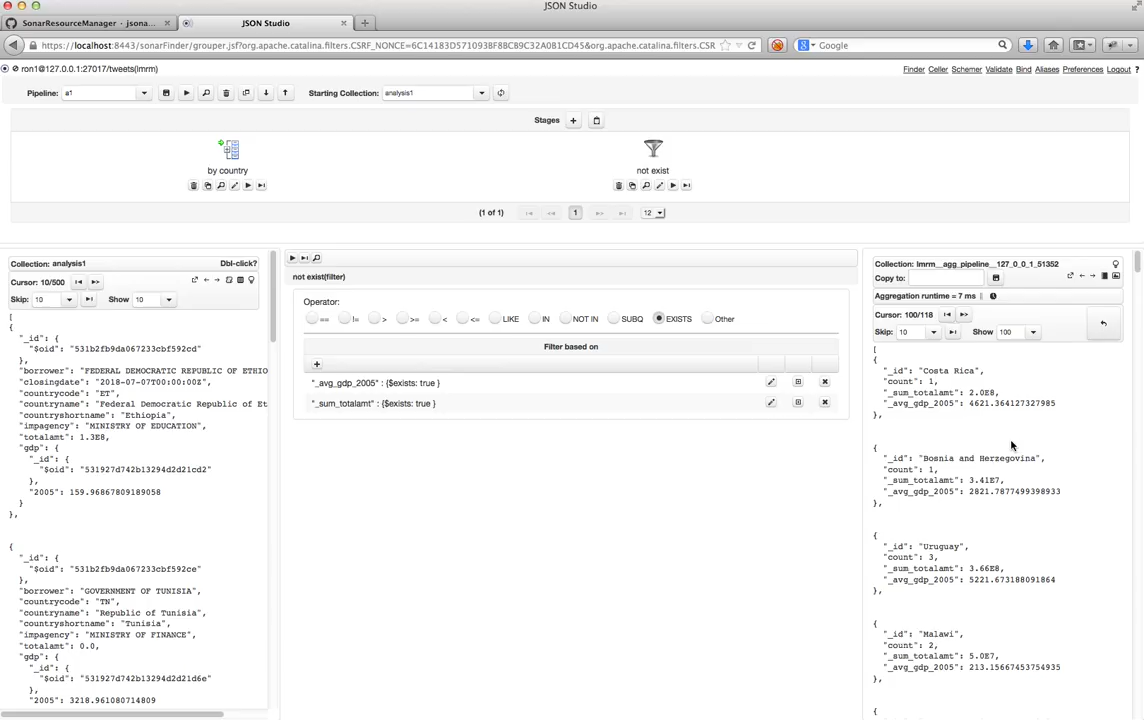 JSON Studio
SonarResourceManager · jsona...
JSON Studio
https://localhost:8443/sonarFinder/grouper.jsf?org.apache.catalina.filters.CSRF_NONCE=6C14183D571093BF88CB9C32A0B1CD45&org.apache.catalina.filters.CSR
Google
ron1@127.0.0.1:27017/tweets(lmrm)
Finder Celler Schemer Validate Bind Aliases Preferences Logout ?
Pipeline: a1
Starting Collection: analysis1
Stages
by country
not exist
(1 of 1) 1 12
Collection: analysis1 Dbl-click?
Cursor: 10/500
Skip: 10 Show 10
[
{
"_id": {
"$oid": "531b2fb9da067233cbf592cd"
},
"borrower": "FEDERAL DEMOCRATIC REPUBLIC OF ETHIO
"closingdate": "2018-07-07T00:00:00Z",
"countrycode": "ET",
"countryname": "Federal Democratic Republic of Et
"countryshortname": "Ethiopia",
"impagency": "MINISTRY OF EDUCATION",
"totalamt": 1.3E8,
"gdp": {
"_id": {
"$oid": "531927d742b13294d2d21cd2"
},
"2005": 159.96867809189058
}
},
{
"_id": {
"$oid": "531b2fb9da067233cbf592ce"
},
"borrower": "GOVERNMENT OF TUNISIA",
"countrycode": "TN",
"countryname": "Republic of Tunisia",
"countryshortname": "Tunisia",
"impagency": "MINISTRY OF FINANCE",
"totalamt": 0.0,
"gdp": {
"_id": {
"$oid": "531927d742b13294d2d21d6e"
},
"2005": 3218.961080714809
not exist(filter)
Operator:
== != > >= < <= LIKE IN NOT IN SUBQ EXISTS Other
Filter based on
"_avg_gdp_2005" : {$exists: true }
"_sum_totalamt" : {$exists: true }
Collection: lmrm__agg_pipeline__127_0_0_1_51352
Copy to:
Aggregation runtime = 7 ms
Cursor: 100/118
Skip: 10 Show 100
[
{
"_id": "Costa Rica",
"count": 1,
"_sum_totalamt": 2.0E8,
"_avg_gdp_2005": 4621.364127327985
},
{
"_id": "Bosnia and Herzegovina",
"count": 1,
"_sum_totalamt": 3.41E7,
"_avg_gdp_2005": 2821.7877499398933
},
{
"_id": "Uruguay",
"count": 3,
"_sum_totalamt": 3.66E8,
"_avg_gdp_2005": 5221.673188091864
},
{
"_id": "Malawi",
"count": 2,
"_sum_totalamt": 5.0E7,
"_avg_gdp_2005": 213.15667453754935
},
{